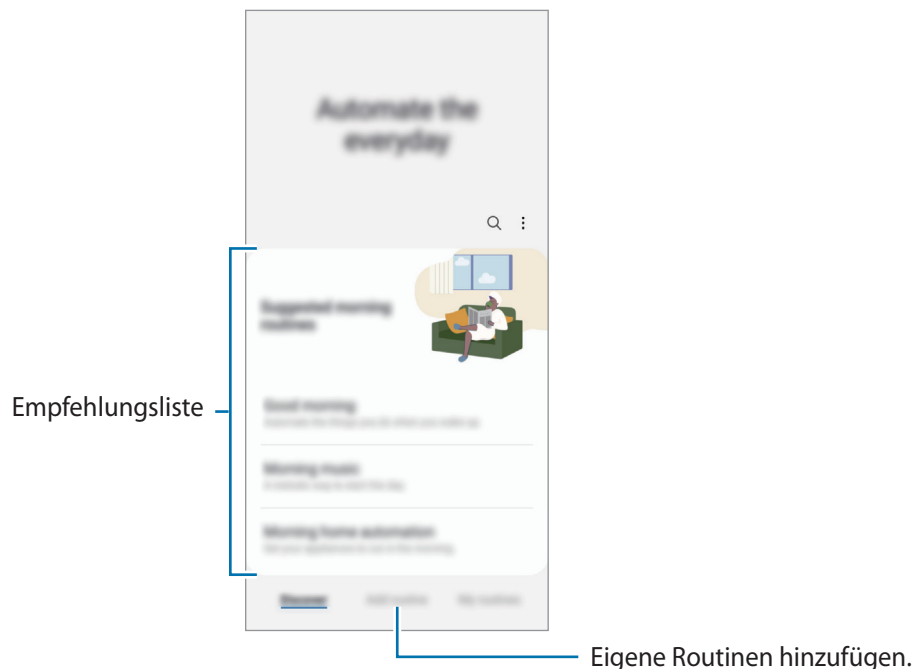 Automate the
everyday
Suggested morning
routines
Empfehlungsliste
Good morning
Morning music
Morning home automation
Discover
Add routine
My routines
Eigene Routinen hinzufügen.